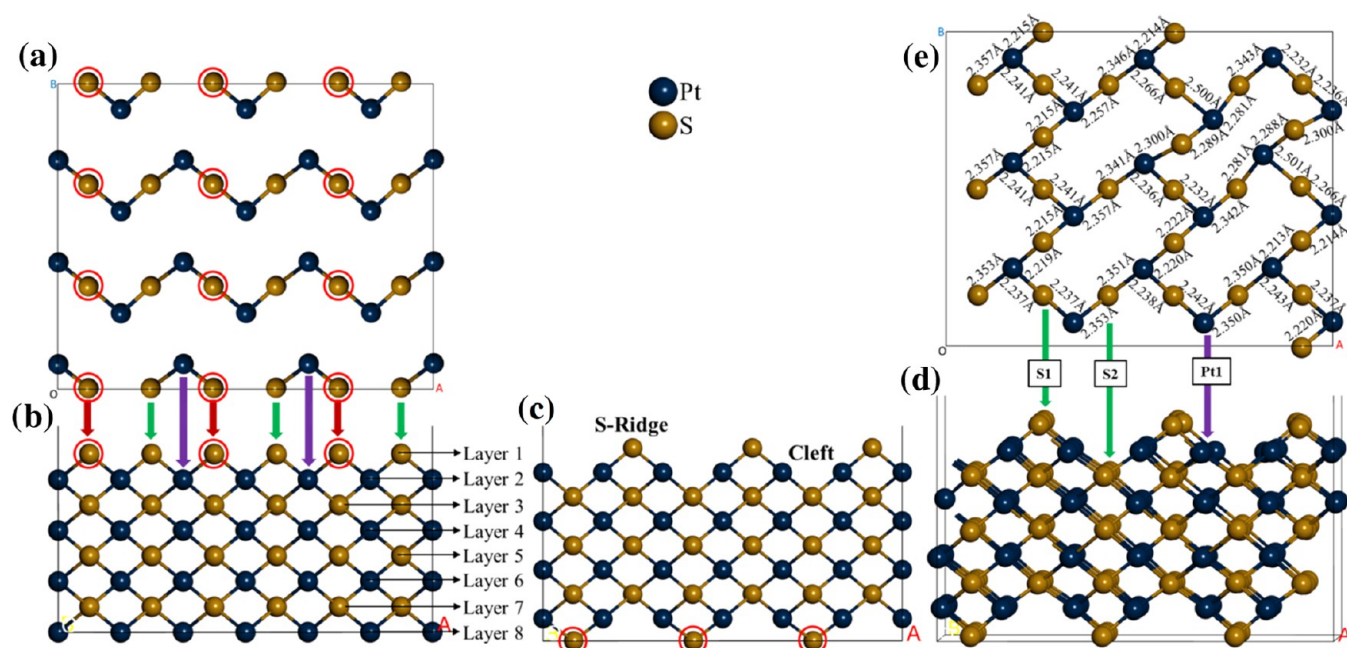 (a)
B
O
A
Pt
S
(e)
B
2.215Å
2.214Å
2.357Å
2.346Å
2.343Å
2.232Å
2.236Å
2.241Å
2.241Å
2.266Å
2.500Å
2.257Å
2.281Å
2.215Å
2.300Å
2.289Å
2.288Å
2.300Å
2.357Å
2.215Å
2.341Å
2.281Å
2.501Å
2.241Å
2.241Å
2.236Å
2.232Å
2.266Å
2.215Å
2.357Å
2.222Å
2.342Å
2.213Å
2.214Å
2.353Å
2.219Å
2.351Å
2.220Å
2.350Å
2.237Å
2.237Å
2.238Å
2.242Å
2.243Å
2.237Å
2.353Å
2.350Å
2.220Å
O
A
S1
S2
Pt1
(b)
Layer 1
Layer 2
Layer 3
Layer 4
Layer 5
Layer 6
Layer 7
Layer 8
A
(c)
S-Ridge
Cleft
A
(d)
A